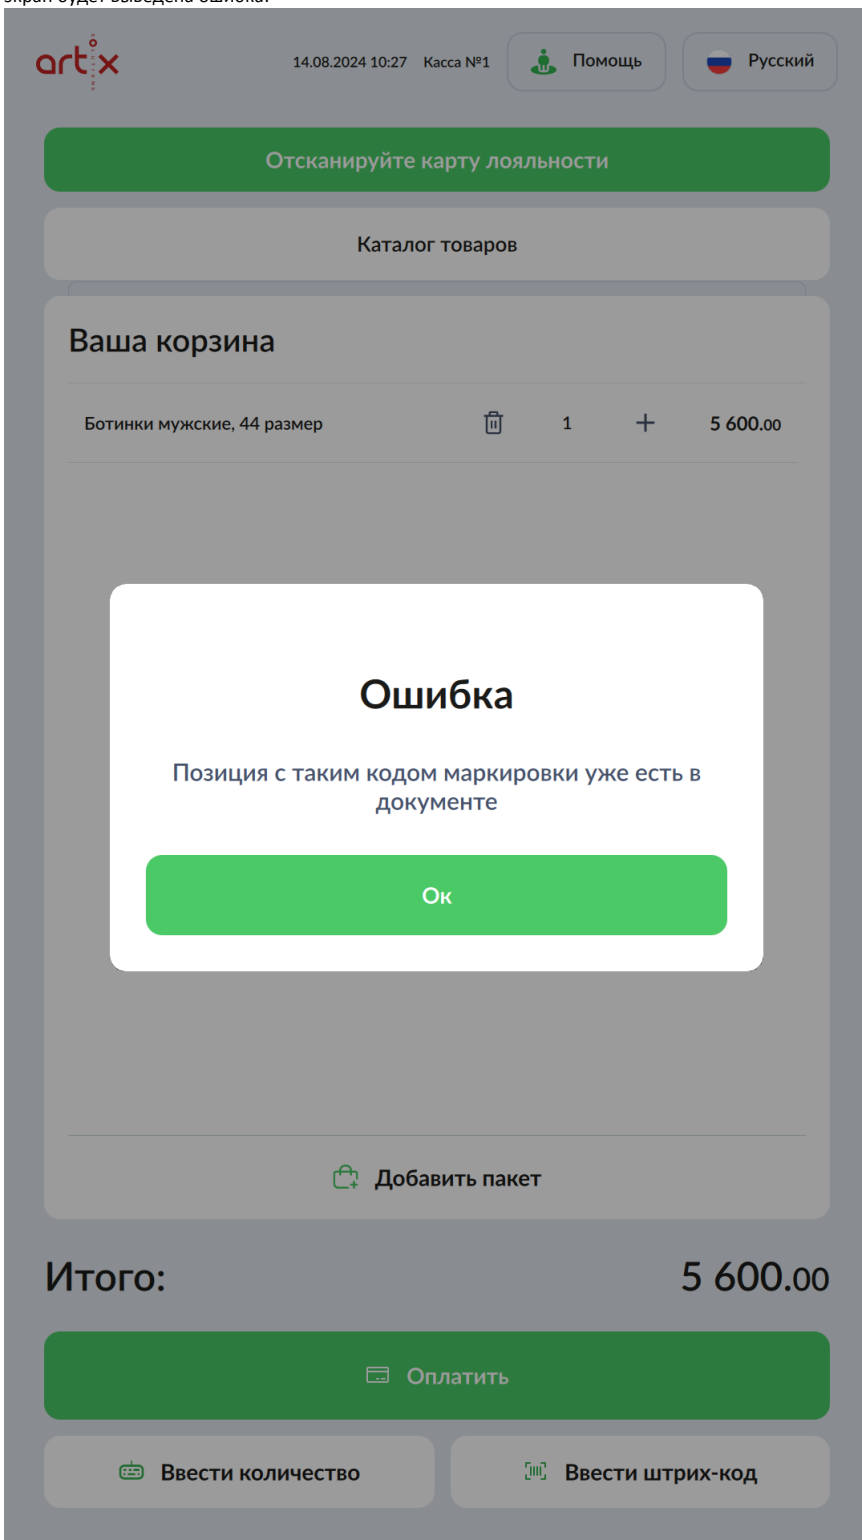 экран будет выведена ошибка.
artix
14.08.2024 10:27 Касса №1 Помощь Русский
Отсканируйте карту лояльности
Каталог товаров
Ваша корзина
Ботинки мужские, 44 размер 1 + 5 600.00
Ошибка
Позиция с таким кодом маркировки уже есть в
документе
Ок
Добавить пакет
Итого: 5 600.00
Оплатить
Ввести количество Ввести штрих-код